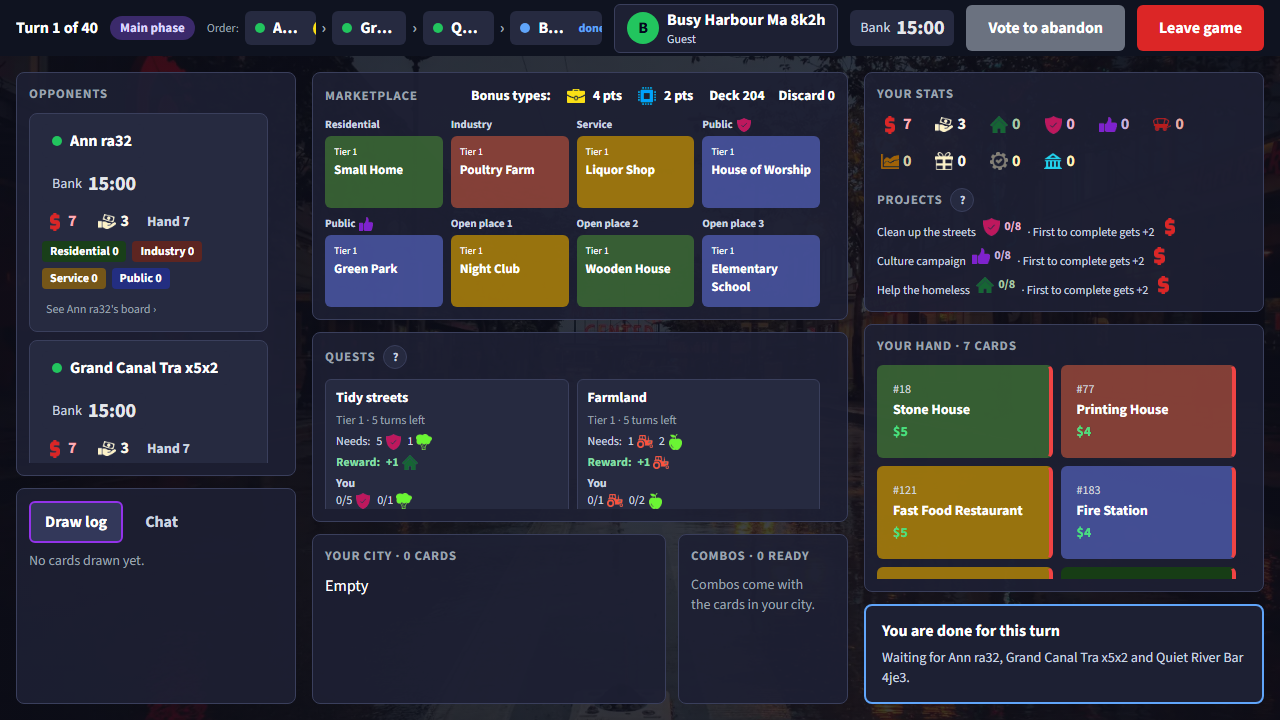 Turn 1 of 40
Main phase
Order:
A...
›
Gr...
›
Q...
›
B...
done
B
Busy Harbour Ma 8k2h
Guest
Bank 15:00
Vote to abandon
Leave game
OPPONENTS
Ann ra32
Bank 15:00
7 3 Hand 7
Residential 0 Industry 0
Service 0 Public 0
See Ann ra32's board ›
Grand Canal Tra x5x2
Bank 15:00
7 3 Hand 7
Draw log Chat
No cards drawn yet.
MARKETPLACE Bonus types: 4 pts 2 pts Deck 204 Discard 0
Residential Industry Service Public
Tier 1 Tier 1 Tier 1 Tier 1
Small Home Poultry Farm Liquor Shop House of Worship
Public Open place 1 Open place 2 Open place 3
Tier 1 Tier 1 Tier 1 Tier 1
Green Park Night Club Wooden House Elementary
School
QUESTS ?
Tidy streets
Tier 1 · 5 turns left
Needs: 5 1
Reward: +1
You
0/5 0/1
Farmland
Tier 1 · 5 turns left
Needs: 1 2
Reward: +1
You
0/1 0/2
YOUR CITY · 0 CARDS
Empty
COMBOS · 0 READY
Combos come with
the cards in your city.
YOUR STATS
7 3 0 0 0 0
0 0 0 0
PROJECTS ?
Clean up the streets 0/8 · First to complete gets +2
Culture campaign 0/8 · First to complete gets +2
Help the homeless 0/8 · First to complete gets +2
YOUR HAND · 7 CARDS
#18
Stone House
$5
#77
Printing House
$4
#121
Fast Food Restaurant
$5
#183
Fire Station
$4
You are done for this turn
Waiting for Ann ra32, Grand Canal Tra x5x2 and Quiet River Bar
4je3.